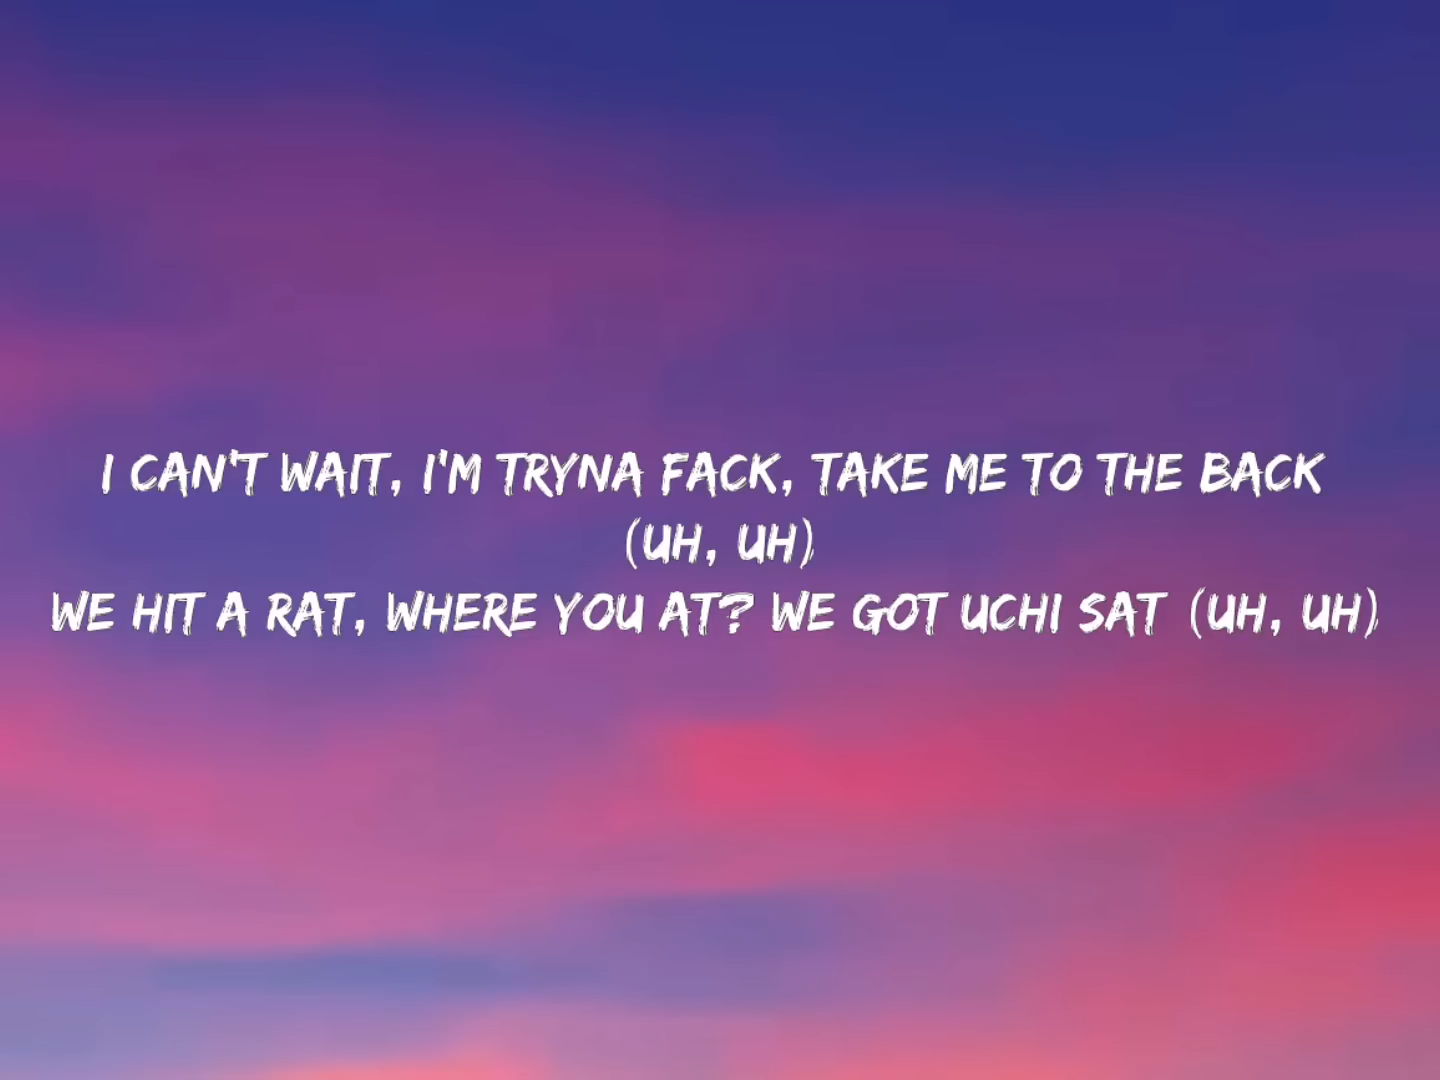 I CAN'T WAIT, I'M TRYNA FACK, TAKE ME TO THE BACK
(UH, UH)
WE HIT A RAT, WHERE YOU AT? WE GOT UCHI SAT (UH, UH)